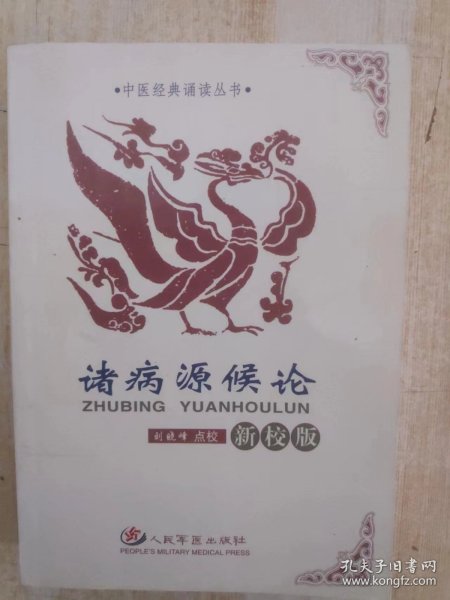 •中医经典诵读丛书•
诸病源候论
ZHUBING YUANHOULUN
刘晓峰 点校 新校版
人民军医出版社
PEOPLE'S MILITARY MEDICAL PRESS
孔夫子旧书网
www.kongfz.com